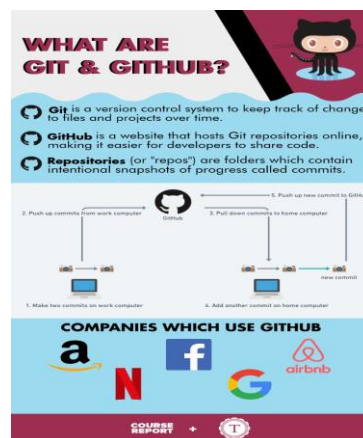 WHAT ARE
GIT & GITHUB?
Git is a version control system to keep track of change
to files and projects over time.
GitHub is a website that hosts Git repositories online,
making it easier for developers to share code.
Repositories (or "repos") are folders which contain
intentional snapshots of progress called commits.
5. Push up new commit to GitH
2. Push up commits from work computer
GitHub
3. Pull down commits to home computer
new commit
1. Make two commits on work computer
4. Add another commit on home computer
COMPANIES WHICH USE GITHUB
a
f
airbnb
N
G
COURSE
REPORT
+
T